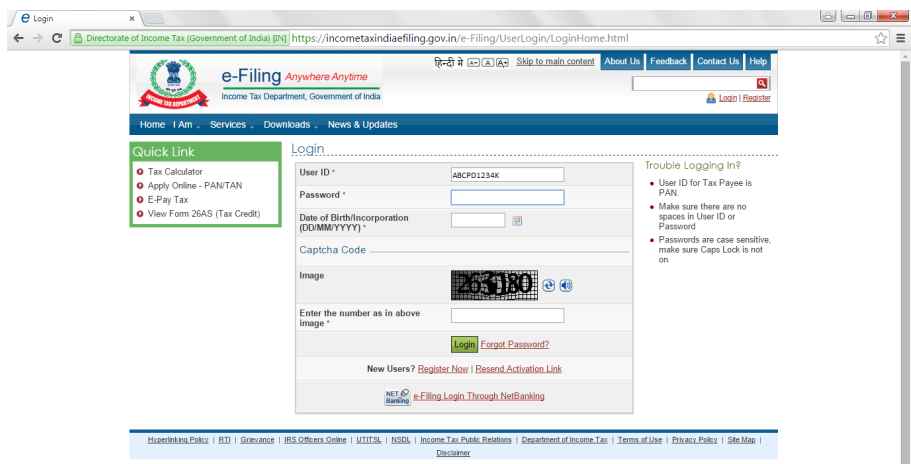 Login
Directorate of Income Tax (Government of India) [IN] https://incometaxindiaefiling.gov.in/e-Filing/UserLogin/LoginHome.html
हिन्दी में A- A A+ Skip to main content About Us Feedback Contact Us Help
e-Filing Anywhere Anytime
Income Tax Department, Government of India
INCOME TAX DEPARTMENT
Login | Register
Home I Am Services Downloads News & Updates
Quick Link
Tax Calculator
Apply Online - PAN/TAN
E-Pay Tax
View Form 26AS (Tax Credit)
Login
User ID * ABCPD1234K
Password *
Date of Birth/Incorporation
(DD/MM/YYYY) *
Captcha Code
Image
Enter the number as in above
image *
Login Forgot Password?
New Users? Register Now | Resend Activation Link
NET
Banking e-Filing Login Through NetBanking
Trouble Logging In?
User ID for Tax Payee is
PAN.
Make sure there are no
spaces in User ID or
Password
Passwords are case sensitive,
make sure Caps Lock is not
on
Hyperlinking Policy | RTI | Grievance | IRS Officers Online | UTITSL | NSDL | Income Tax Public Relations | Department of Income Tax | Terms of Use | Privacy Policy | Site Map |
Disclaimer